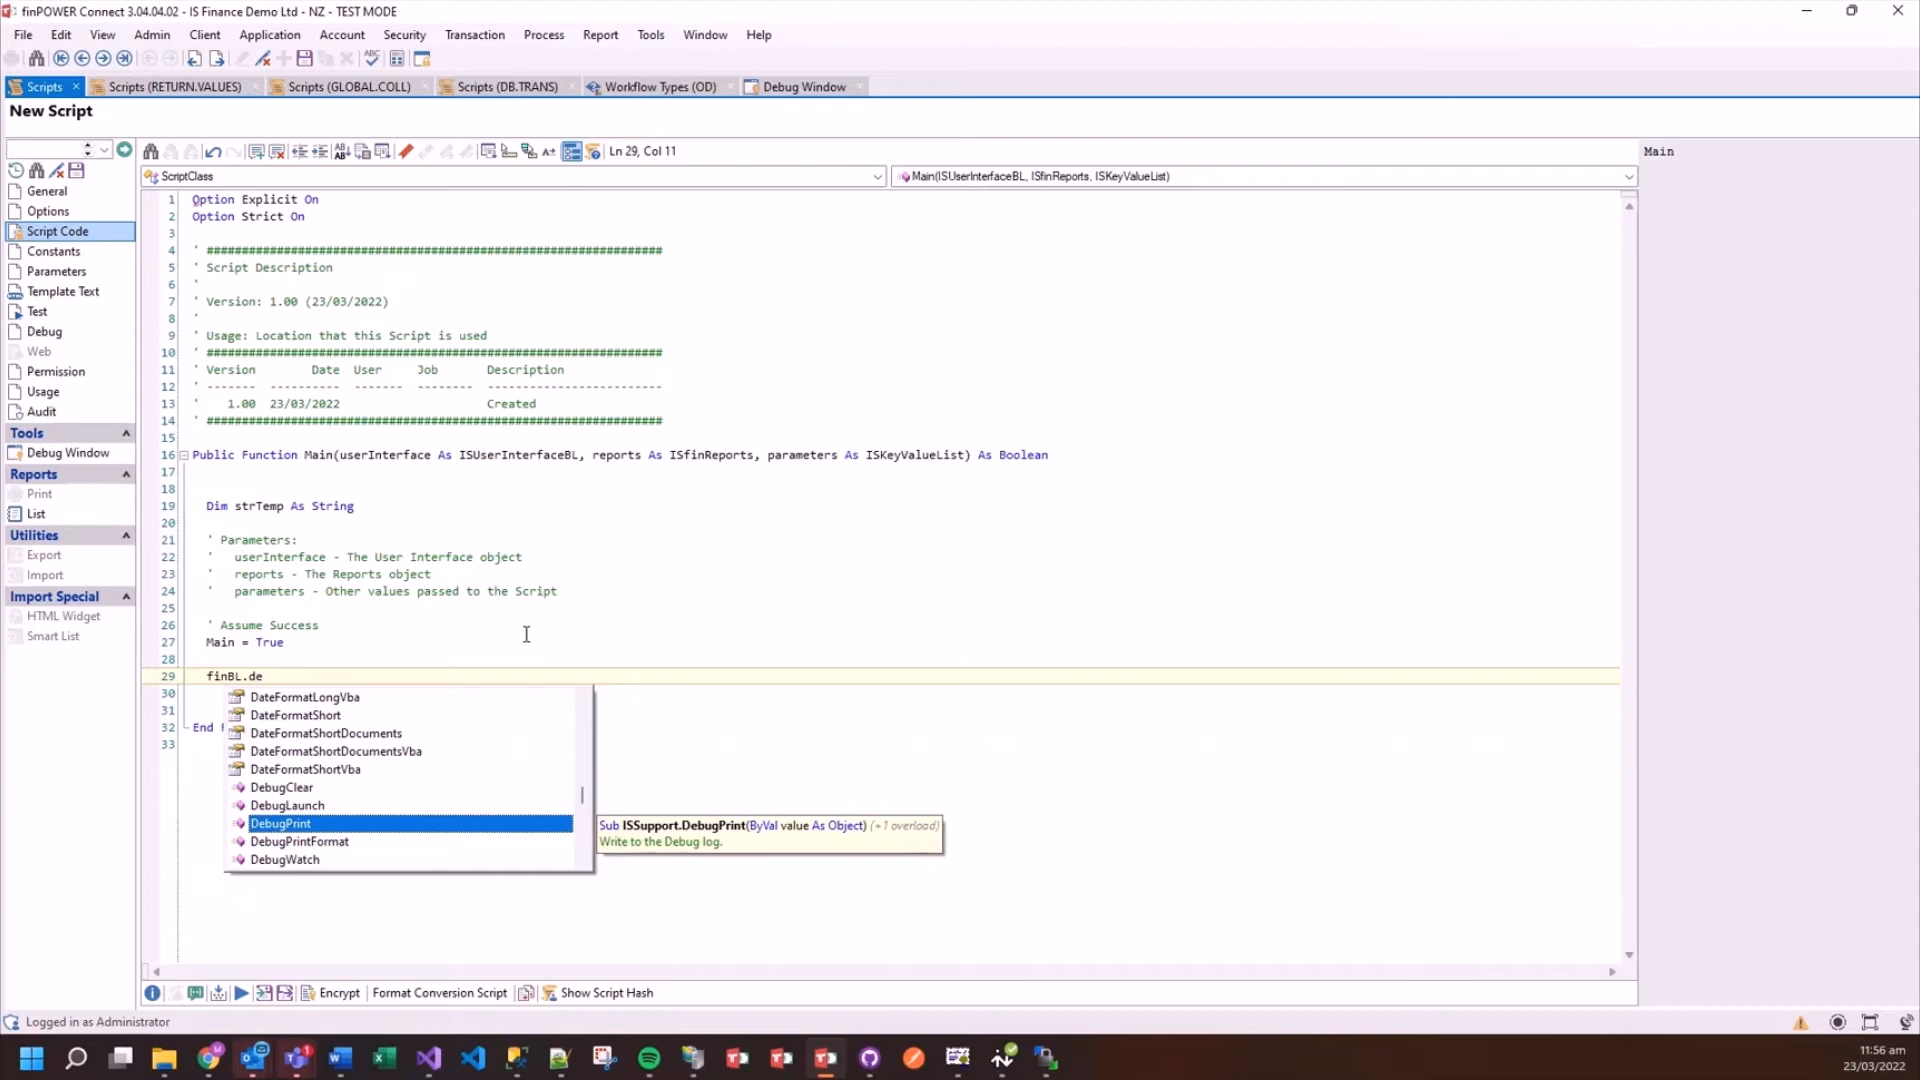 finPOWER Connect 3.04.04.02 - IS Finance Demo Ltd - NZ - TEST MODE
File Edit View Admin Client Application Account Security Transaction Process Report Tools Window Help
Scripts Scripts (RETURN.VALUES) Scripts (GLOBAL.COLL) Scripts (DB.TRANS) Workflow Types (OD) Debug Window
New Script
Ln 29, Col 11
Main
ScriptClass
Main(ISUserInterfaceBL, ISfinReports, ISKeyValueList)
General
Options
Script Code
Constants
Parameters
Template Text
Test
Debug
Web
Permission
Usage
Audit
Tools
Debug Window
Reports
Print
List
Utilities
Export
Import
Import Special
HTML Widget
Smart List
1 Option Explicit On
2 Option Strict On
3
4 ' #################################################################
5 ' Script Description
6 '
7 ' Version: 1.00 (23/03/2022)
8 '
9 ' Usage: Location that this Script is used
10 ' #################################################################
11 ' Version Date User Job Description
12 ' ------- ---------- ------- -------- -------------------------
13 ' 1.00 23/03/2022 Created
14 ' #################################################################
15
16 Public Function Main(userInterface As ISUserInterfaceBL, reports As ISfinReports, parameters As ISKeyValueList) As Boolean
17
18
19 Dim strTemp As String
20
21 ' Parameters:
22 ' userInterface - The User Interface object
23 ' reports - The Reports object
24 ' parameters - Other values passed to the Script
25
26 ' Assume Success
27 Main = True
28
29 finBL.de
30
31
32 End F
33
DateFormatLongVba
DateFormatShort
DateFormatShortDocuments
DateFormatShortDocumentsVba
DateFormatShortVba
DebugClear
DebugLaunch
DebugPrint
DebugPrintFormat
DebugWatch
Sub ISSupport.DebugPrint(ByVal value As Object) (+1 overload)
Write to the Debug log.
Encrypt Format Conversion Script Show Script Hash
Logged in as Administrator
11:56 am
23/03/2022